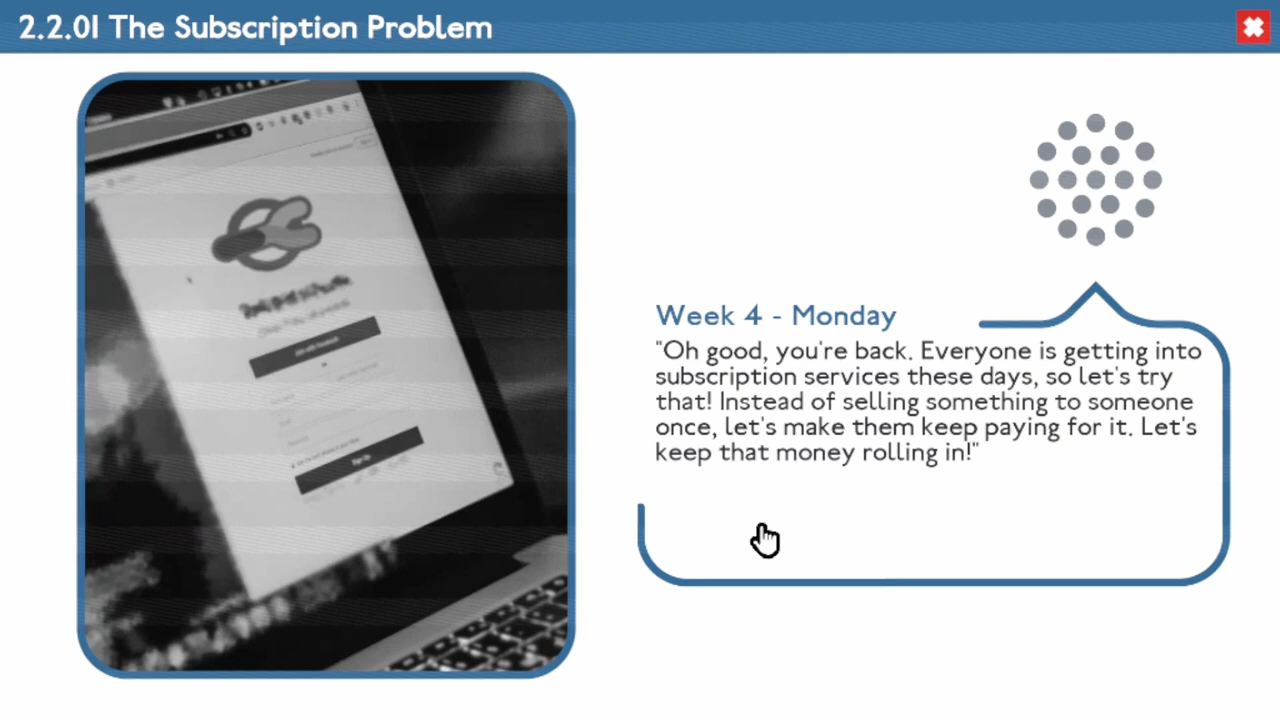 2.2.01 The Subscription Problem
Week 4 - Monday
"Oh good, you're back. Everyone is getting into
subscription services these days, so let's try
that! Instead of selling something to someone
once, let's make them keep paying for it. Let's
keep that money rolling in!"
Sign Up